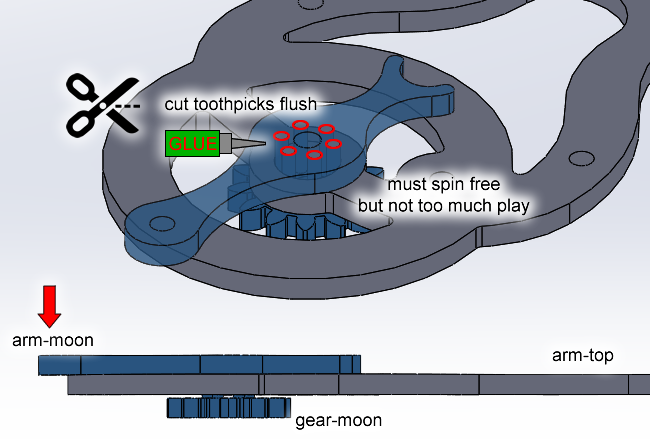 cut toothpicks flush
GLUE
must spin free
but not too much play
arm-moon
arm-top
gear-moon